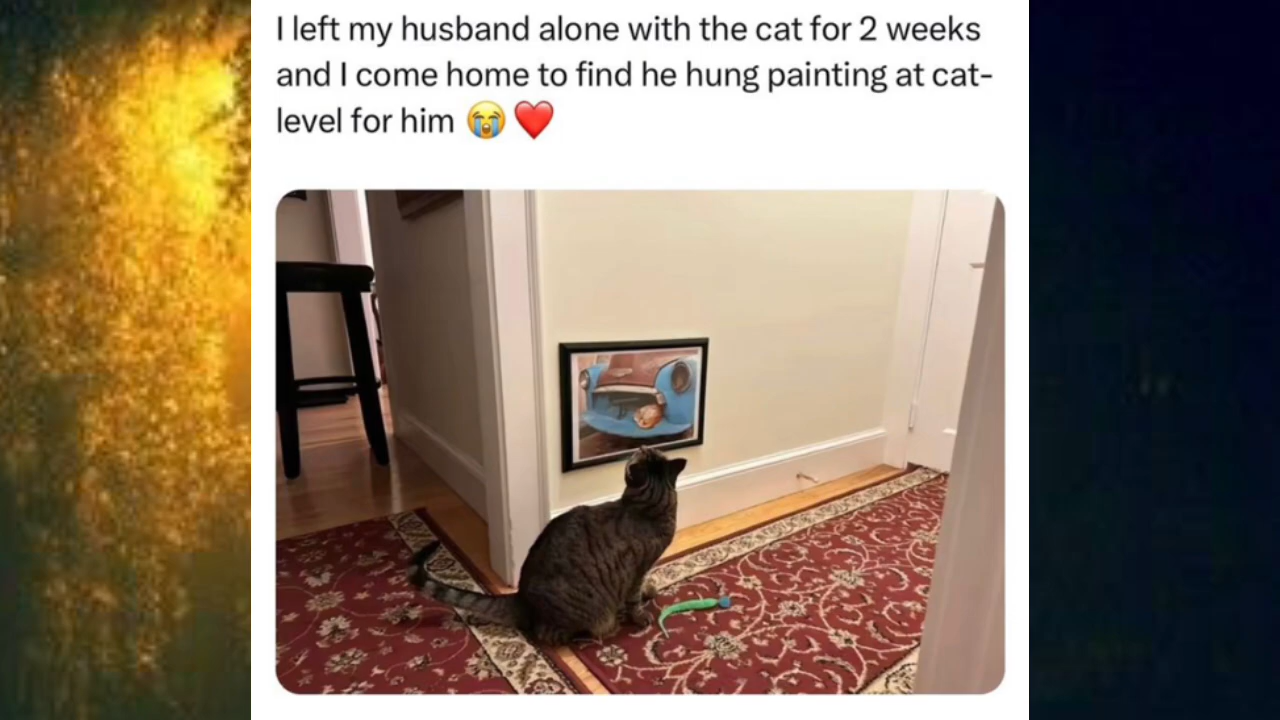 I left my husband alone with the cat for 2 weeks
and I come home to find he hung painting at cat-
level for him 😭❤️